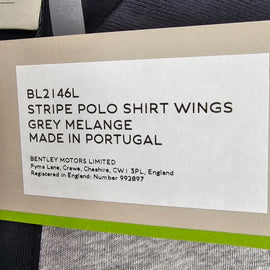 BL2146L
STRIPE POLO SHIRT WINGS
GREY MELANGE
MADE IN PORTUGAL
BENTLEY MOTORS LIMITED
Pyms Lane, Crewe, Cheshire, CW1 3PL, England
Registered in England: Number 992897